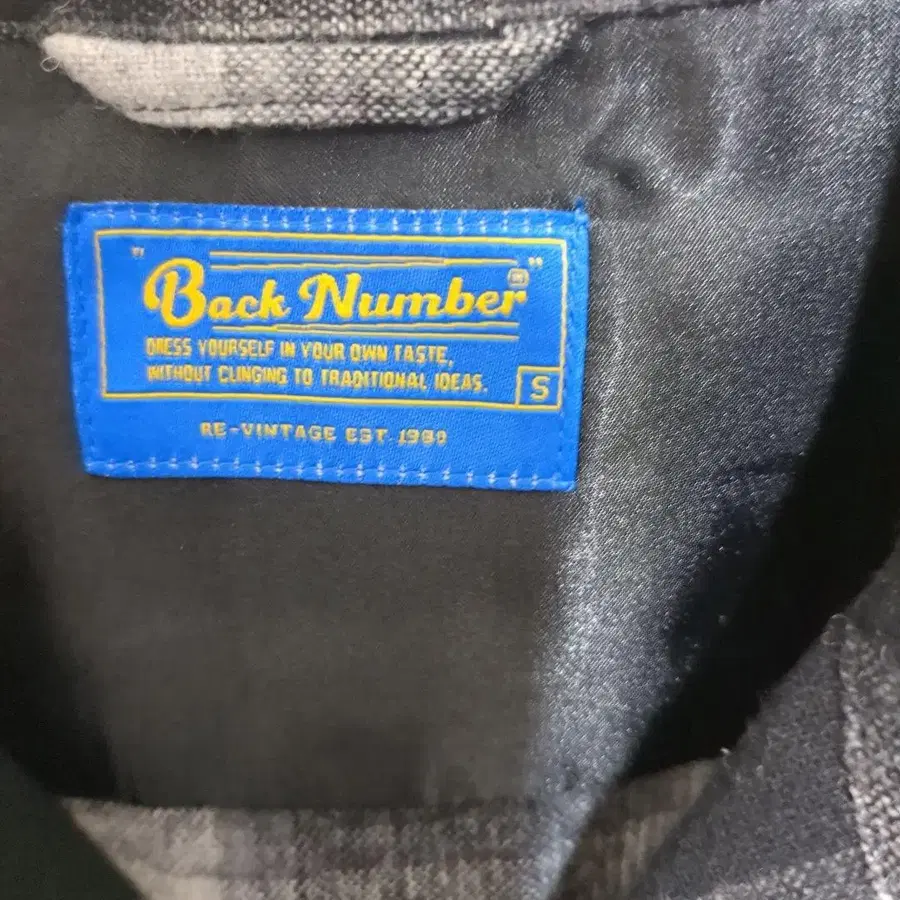 "Back Number®"
DRESS YOURSELF IN YOUR OWN TASTE,
WITHOUT CLINGING TO TRADITIONAL IDEAS.
S
RE-VINTAGE EST 1980